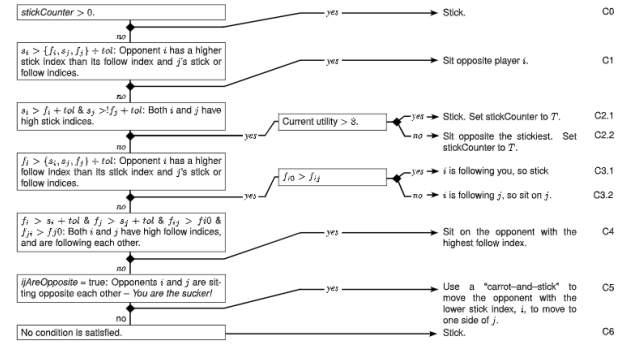 stickCounter > 0.
yes
Stick.
C0
no
s_i > {f_i, s_j, f_j} + tol: Opponent i has a higher
stick index than its follow index and j's stick or
follow indices.
yes
Sit opposite player i.
C1
no
s_i > f_i + tol & s_j >!f_j + tol: Both i and j have
high stick indices.
yes
Current utility > 8.
yes
Stick. Set stickCounter to T.
C2.1
no
Sit opposite the stickiest. Set
stickCounter to T.
C2.2
no
f_i > {s_i, s_j, f_j} + tol: Opponent i has a higher
follow index than its stick index and j's stick or
follow indices.
yes
f_i0 > f_ij
yes
i is following you, so stick
C3.1
no
i is following j, so sit on j.
C3.2
no
f_i > s_i + tol & f_j > s_j + tol & f_ij > fi0 &
f_ji > fj0: Both i and j have high follow indices,
and are following each other.
yes
Sit on the opponent with the
highest follow index.
C4
no
ijAreOpposite = true: Opponents i and j are sit-
ting opposite each other – You are the sucker!
yes
Use a "carrot–and–stick" to
move the opponent with the
lower stick index, i, to move to
one side of j.
C5
no
No condition is satisfied.
Stick.
C6